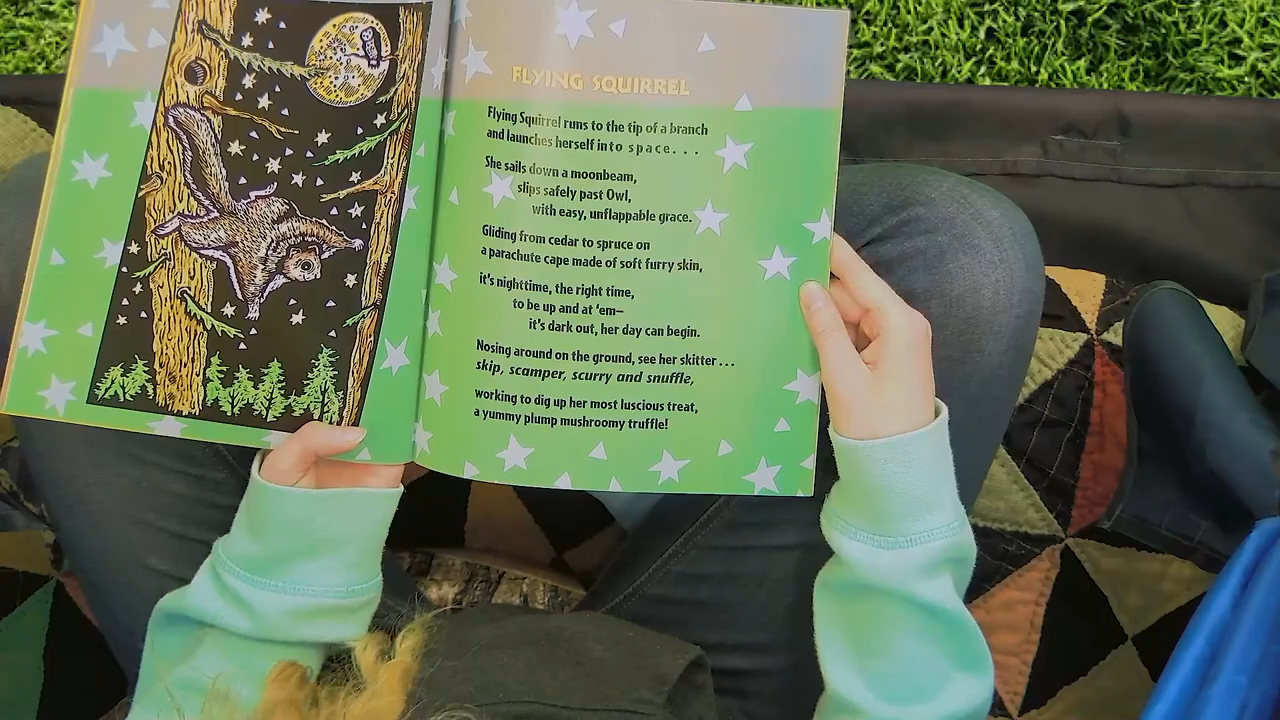 FLYING SQUIRREL
Flying Squirrel runs to the tip of a branch
and launches herself into space. . .
She sails down a moonbeam,
slips safely past Owl,
with easy, unflappable grace.
Gliding from cedar to spruce on
a parachute cape made of soft furry skin,
it's nighttime, the right time,
to be up and at 'em—
it's dark out, her day can begin.
Nosing around on the ground, see her skitter . . .
skip, scamper, scurry and snuffle,
working to dig up her most luscious treat,
a yummy plump mushroomy truffle!